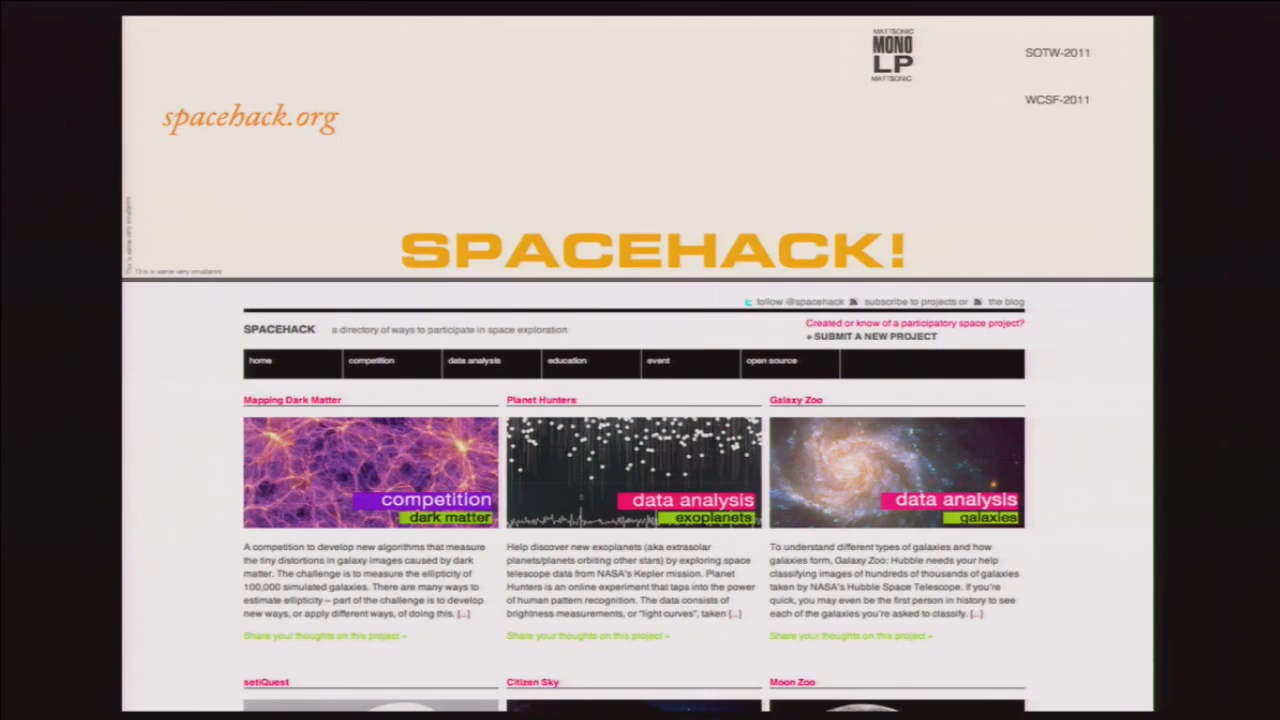 MATTSONIC
MONO
LP
MATTSONIC
SOTW-2011
WCSF-2011
spacehack.org
SPACEHACK!
This is some very smallprint
This is some very smallprint
follow @spacehack subscribe to projects or the blog
SPACEHACK a directory of ways to participate in space exploration
Created or know of a participatory space project?
+ SUBMIT A NEW PROJECT
home competition data analysis education event open source
Mapping Dark Matter
competition
dark matter
A competition to develop new algorithms that measure
the tiny distortions in galaxy images caused by dark
matter. The challenge is to measure the ellipticity of
100,000 simulated galaxies. There are many ways to
estimate ellipticity – part of the challenge is to develop
new ways, or apply different ways, of doing this. [...]
Share your thoughts on this project »
Planet Hunters
data analysis
exoplanets
Help discover new exoplanets (aka extrasolar
planets/planets orbiting other stars) by exploring space
telescope data from NASA's Kepler mission. Planet
Hunters is an online experiment that taps into the power
of human pattern recognition. The data consists of
brightness measurements, or "light curves", taken [...]
Share your thoughts on this project »
Galaxy Zoo
data analysis
galaxies
To understand different types of galaxies and how
galaxies form, Galaxy Zoo: Hubble needs your help
classifying images of hundreds of thousands of galaxies
taken by NASA's Hubble Space Telescope. If you're
quick, you may even be the first person in history to see
each of the galaxies you're asked to classify. [...]
Share your thoughts on this project »
setiQuest
Citizen Sky
Moon Zoo